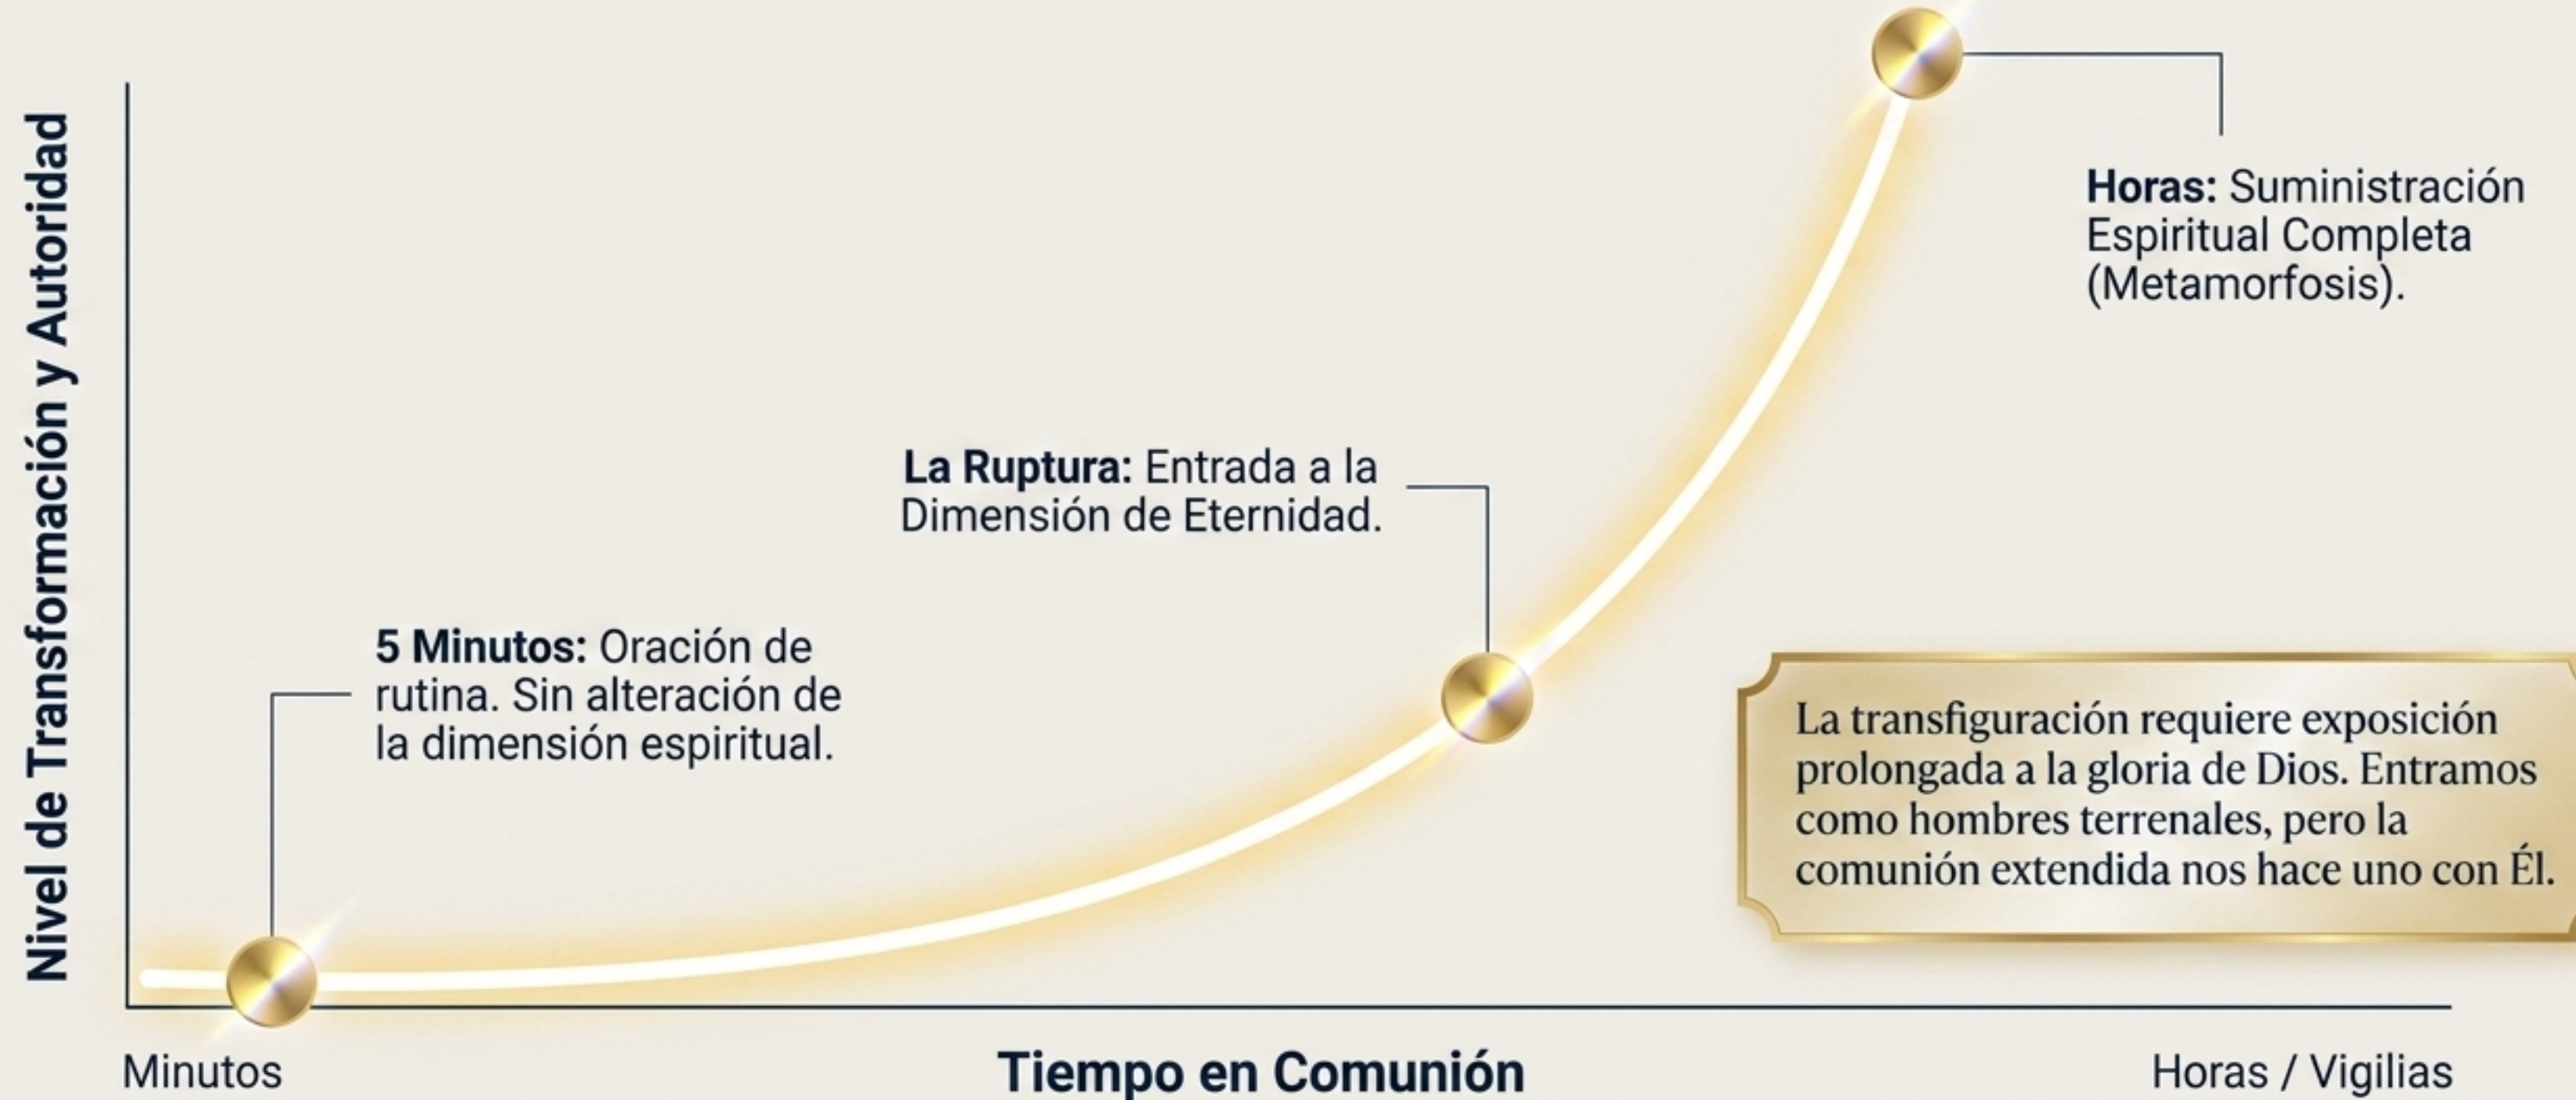 Nivel de Transformación y Autoridad
Horas: Suministración
Espiritual Completa
(Metamorfosis).
La Ruptura: Entrada a la
Dimensión de Eternidad.
5 Minutos: Oración de
rutina. Sin alteración de
la dimensión espiritual.
La transfiguración requiere exposición
prolongada a la gloria de Dios. Entramos
como hombres terrenales, pero la
comunión extendida nos hace uno con Él.
Minutos
Tiempo en Comunión
Horas / Vigilias